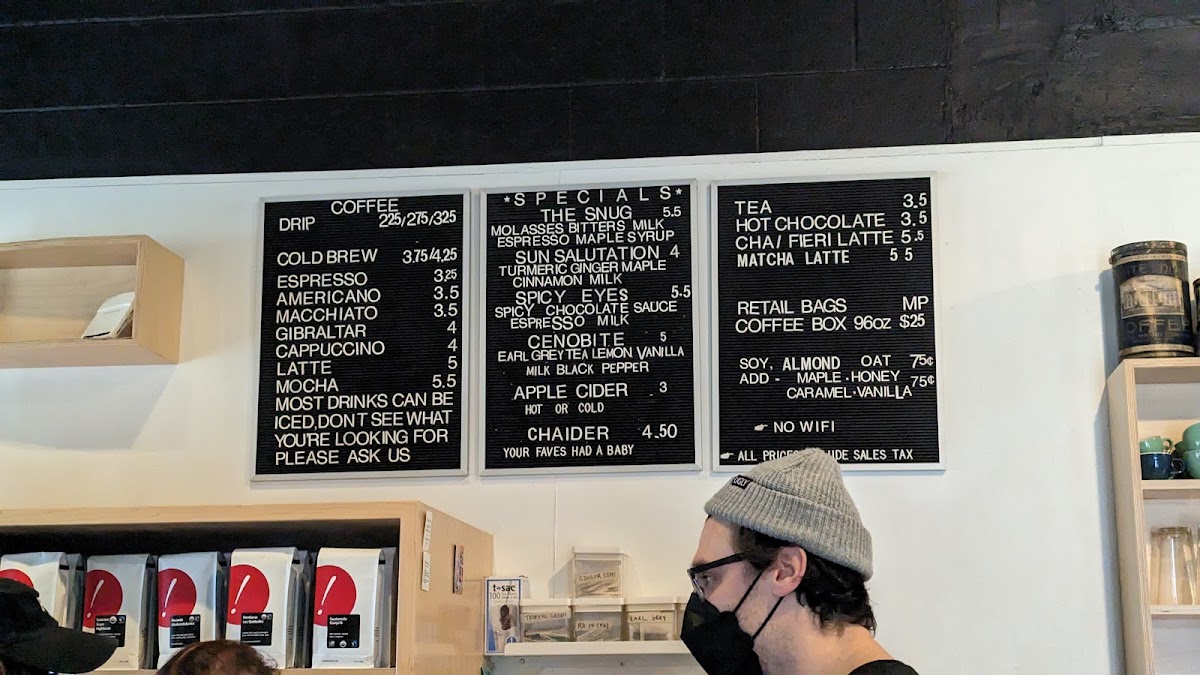 COFFEE
DRIP 225/275/325
COLD BREW 3.75/4.25
ESPRESSO 3.25
AMERICANO 3.5
MACCHIATO 3.5
GIBRALTAR 4
CAPPUCCINO 4
LATTE 5
MOCHA 5.5
MOST DRINKS CAN BE
ICED, DON T SEE WHAT
YOU'RE LOOKING FOR
PLEASE ASK US
*SPECIALS*
THE SNUG 5.5
MOLASSES BITTERS MILK
ESPRESSO MAPLE SYRUP
SUN SALUTATION 4
TURMERIC GINGER MAPLE
CINNAMON MILK
SPICY EYES 5.5
SPICY CHOCOLATE SAUCE
ESPRESSO MILK
CENOBITE 5
EARL GREY TEA LEMON VANILLA
MILK BLACK PEPPER
APPLE CIDER .3
HOT OR COLD
CHAIDER 4.50
YOUR FAVES HAD A BABY
TEA 3.5
HOT CHOCOLATE 3.5
CHAI FIERI LATTE 5.5
MATCHA LATTE 5 5
RETAIL BAGS MP
COFFEE BOX 96oz $25
SOY, ALMOND OAT 75¢
ADD - MAPLE · HONEY 75¢
CARAMEL · VANILLA
NO WIFI
ALL PRICES SALES TAX
UGLY
t-sac
100
EARL GREY
COFFEE